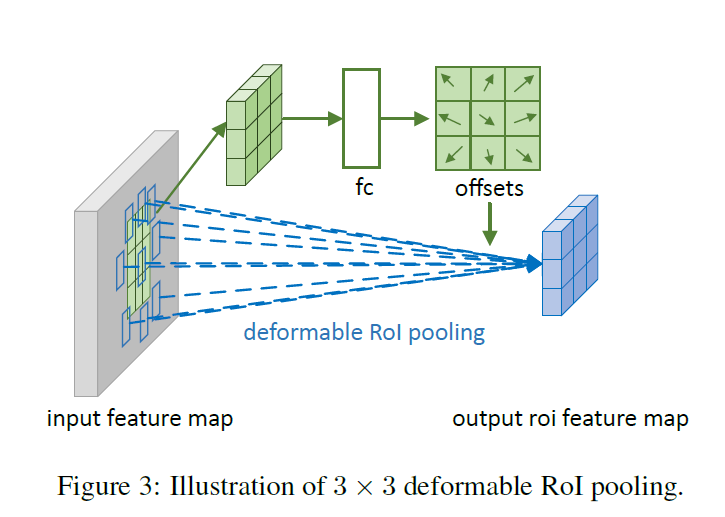 fc
offsets
deformable RoI pooling
input feature map
output roi feature map
Figure 3: Illustration of 3 × 3 deformable RoI pooling.